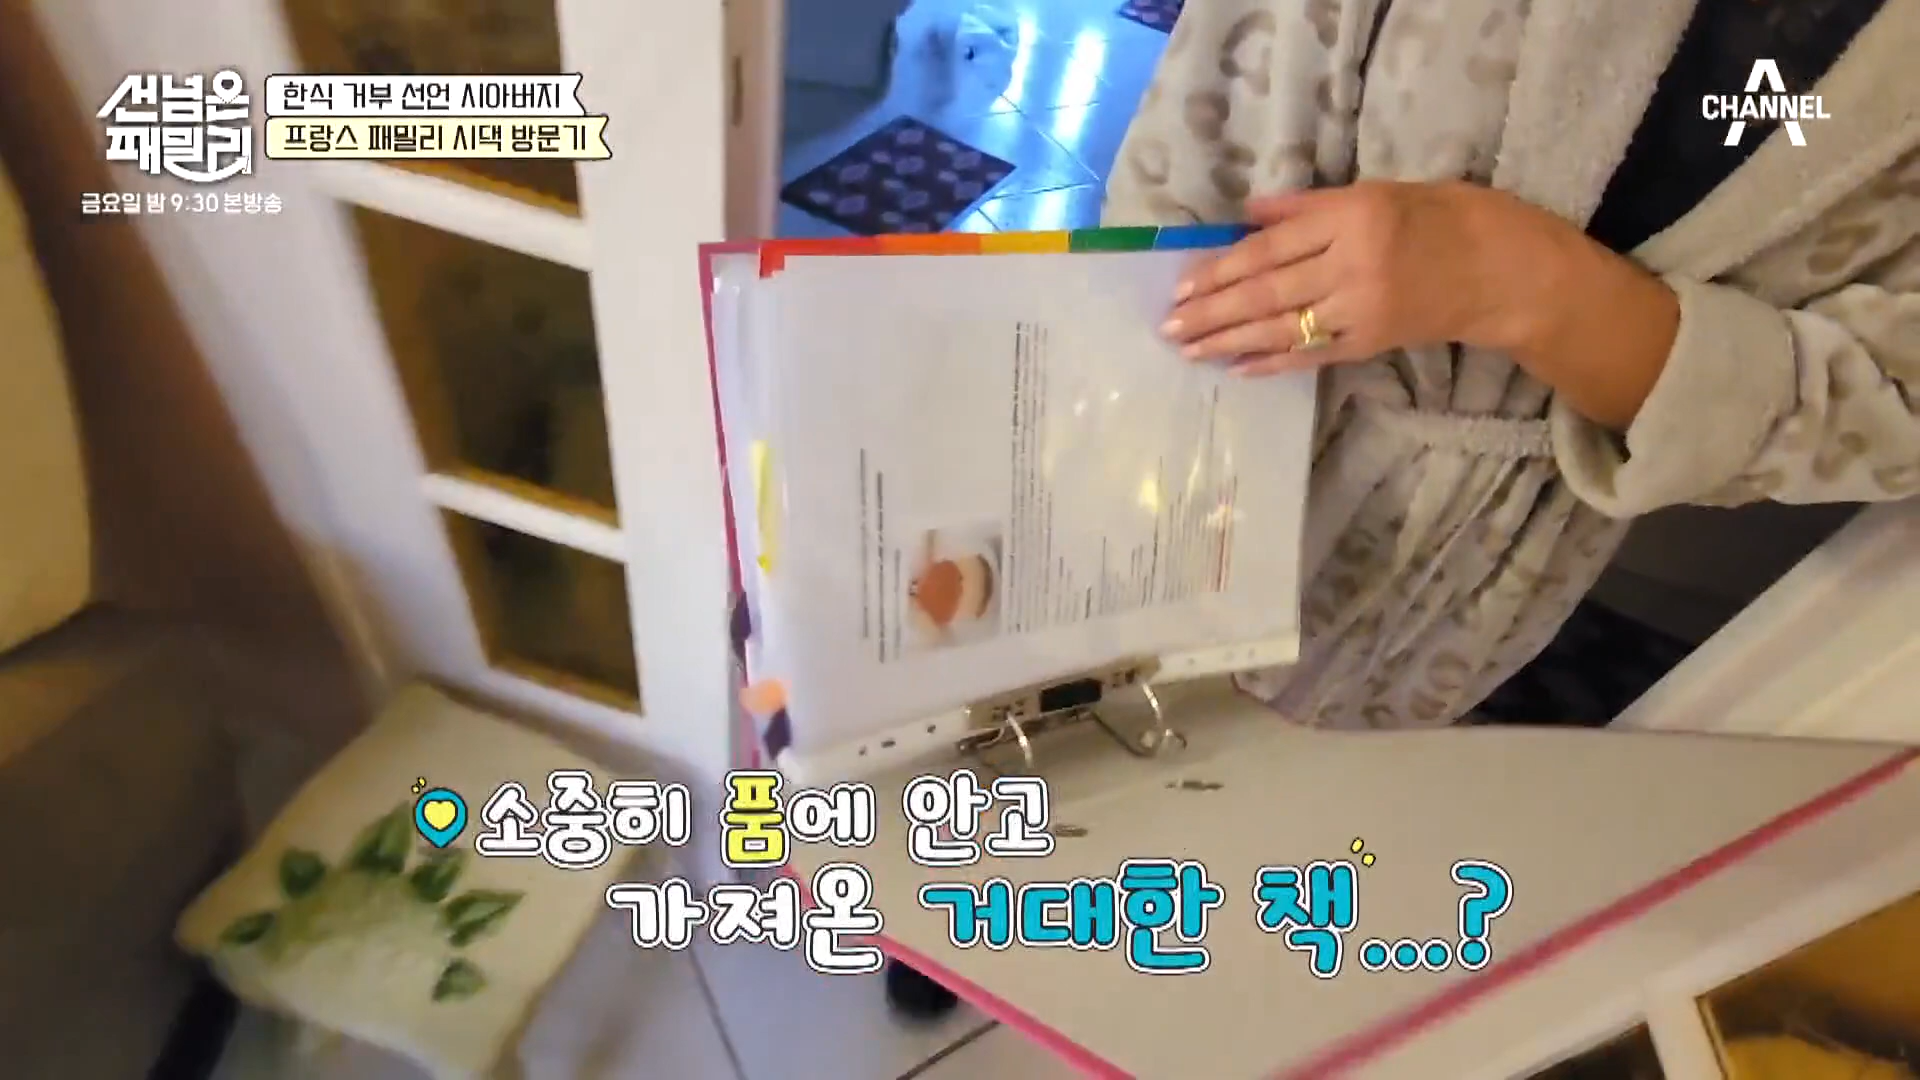 선넘은
패밀리
한식 거부 선언 시아버지
프랑스 패밀리 시댁 방문기
금요일 밤 9:30 본방송
CHANNEL A
소중히 품에 안고
가져온 거대한 책...?